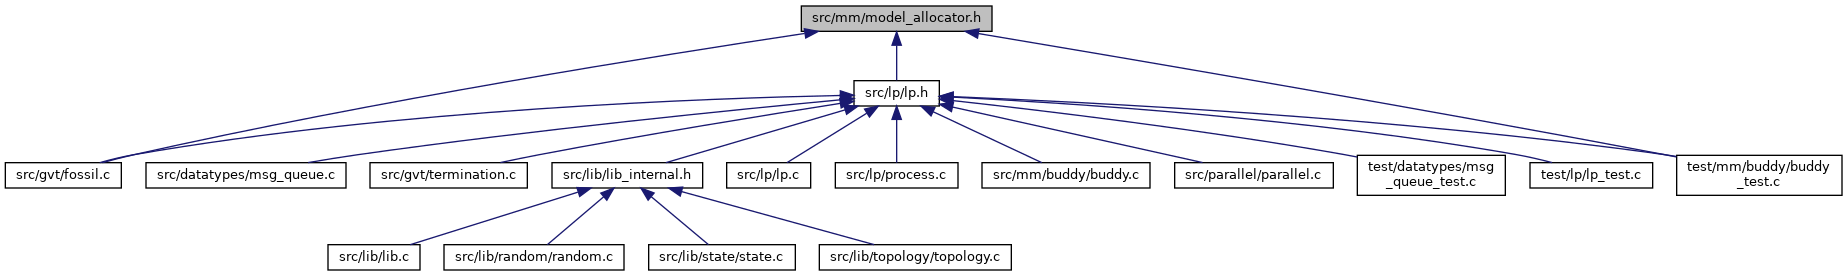 src/mm/model_allocator.h
src/lp/lp.h
src/gvt/fossil.c
src/datatypes/msg_queue.c
src/gvt/termination.c
src/lib/lib_internal.h
src/lp/lp.c
src/lp/process.c
src/mm/buddy/buddy.c
src/parallel/parallel.c
test/datatypes/msg
_queue_test.c
test/lp/lp_test.c
test/mm/buddy/buddy
_test.c
src/lib/lib.c
src/lib/random/random.c
src/lib/state/state.c
src/lib/topology/topology.c